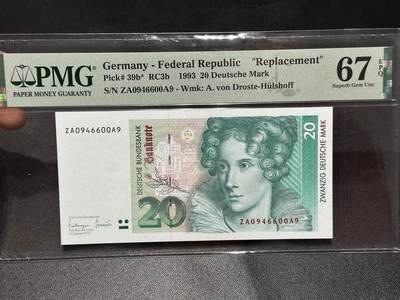 PMG
PAPER MONEY GUARANTY
Germany - Federal Republic "Replacement"
Pick# 39b* RC3b 1993 20 Deutsche Mark
S/N ZA0946600A9 - Wmk: A. von Droste-Hülshoff
67 EPQ
Superb Gem Unc
ZA0946600A9
DEUTSCHE BUNDESBANK
Banknote
20
ZWANZIG DEUTSCHE MARK
20
ZA0946600A9